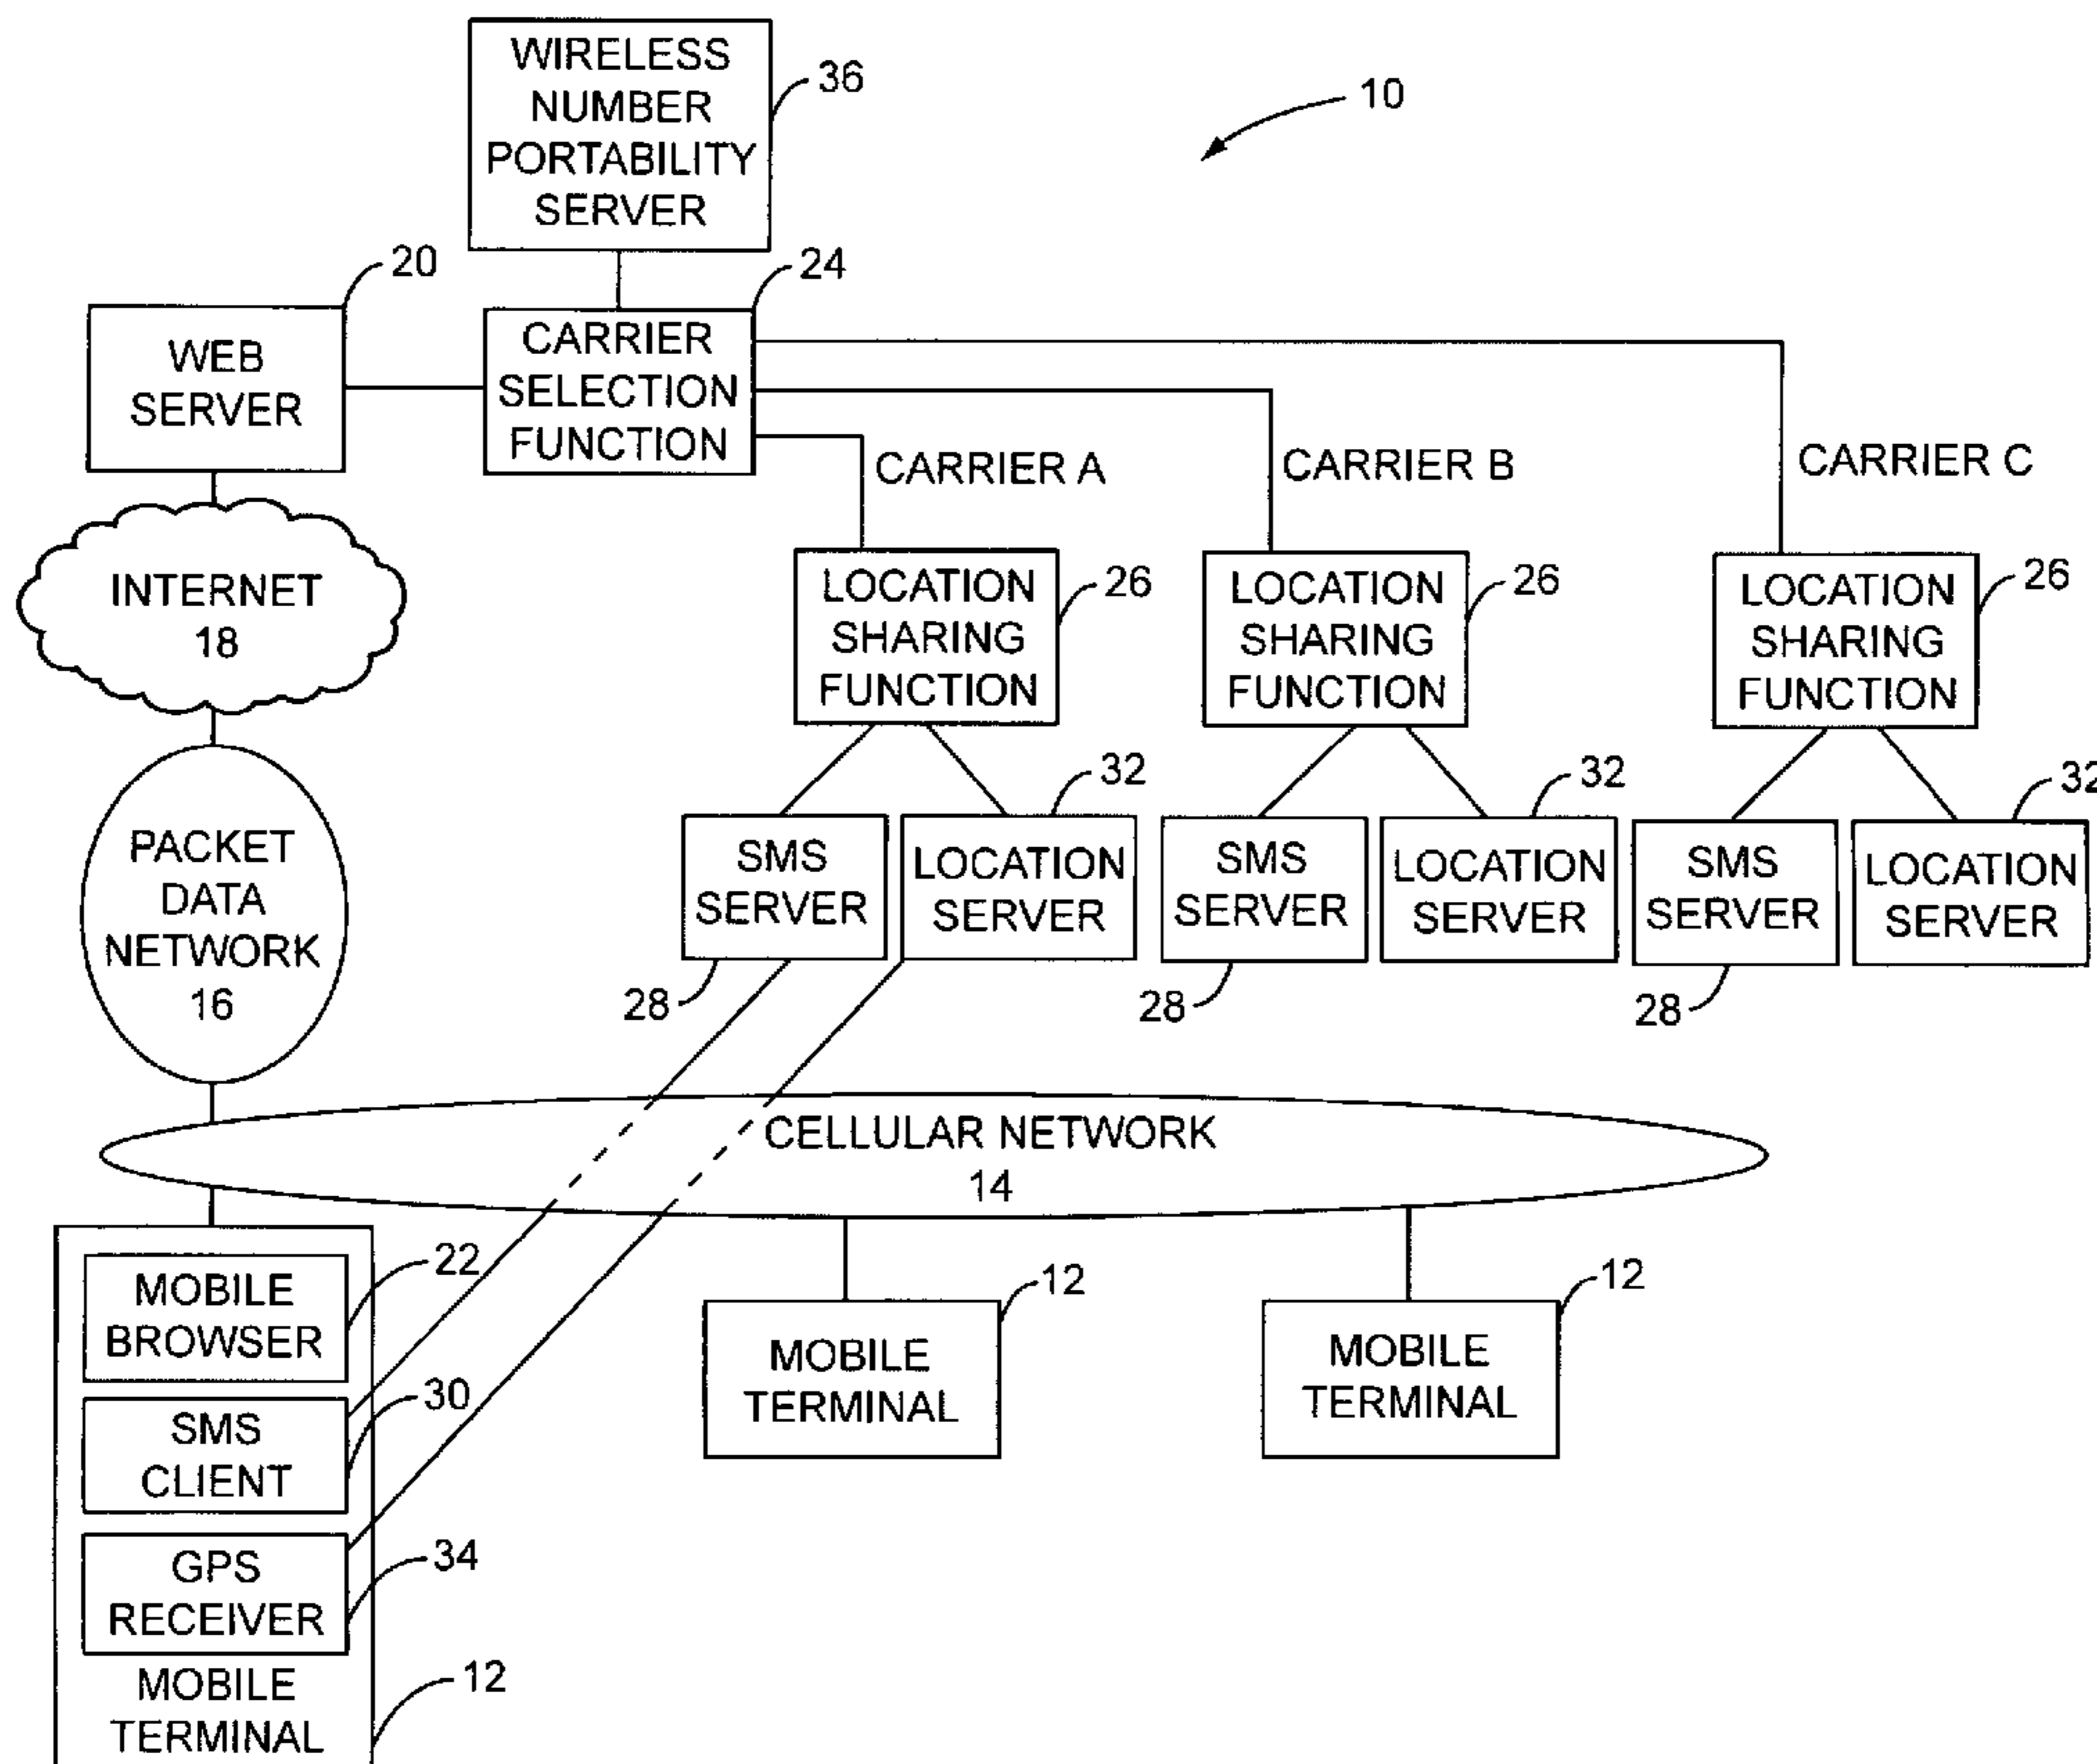 WIRELESS
NUMBER
PORTABILITY
SERVER
36
10
20
24
WEB
SERVER
CARRIER
SELECTION
FUNCTION
CARRIER A
CARRIER B
CARRIER C
INTERNET
18
LOCATION
SHARING
FUNCTION
26
LOCATION
SHARING
FUNCTION
26
LOCATION
SHARING
FUNCTION
26
PACKET
DATA
NETWORK
16
32
32
32
SMS
SERVER
LOCATION
SERVER
SMS
SERVER
LOCATION
SERVER
SMS
SERVER
LOCATION
SERVER
28
28
28
CELLULAR NETWORK
14
MOBILE
BROWSER
22
SMS
CLIENT
30
GPS
RECEIVER
34
MOBILE
TERMINAL
12
MOBILE
TERMINAL
12
MOBILE
TERMINAL
12